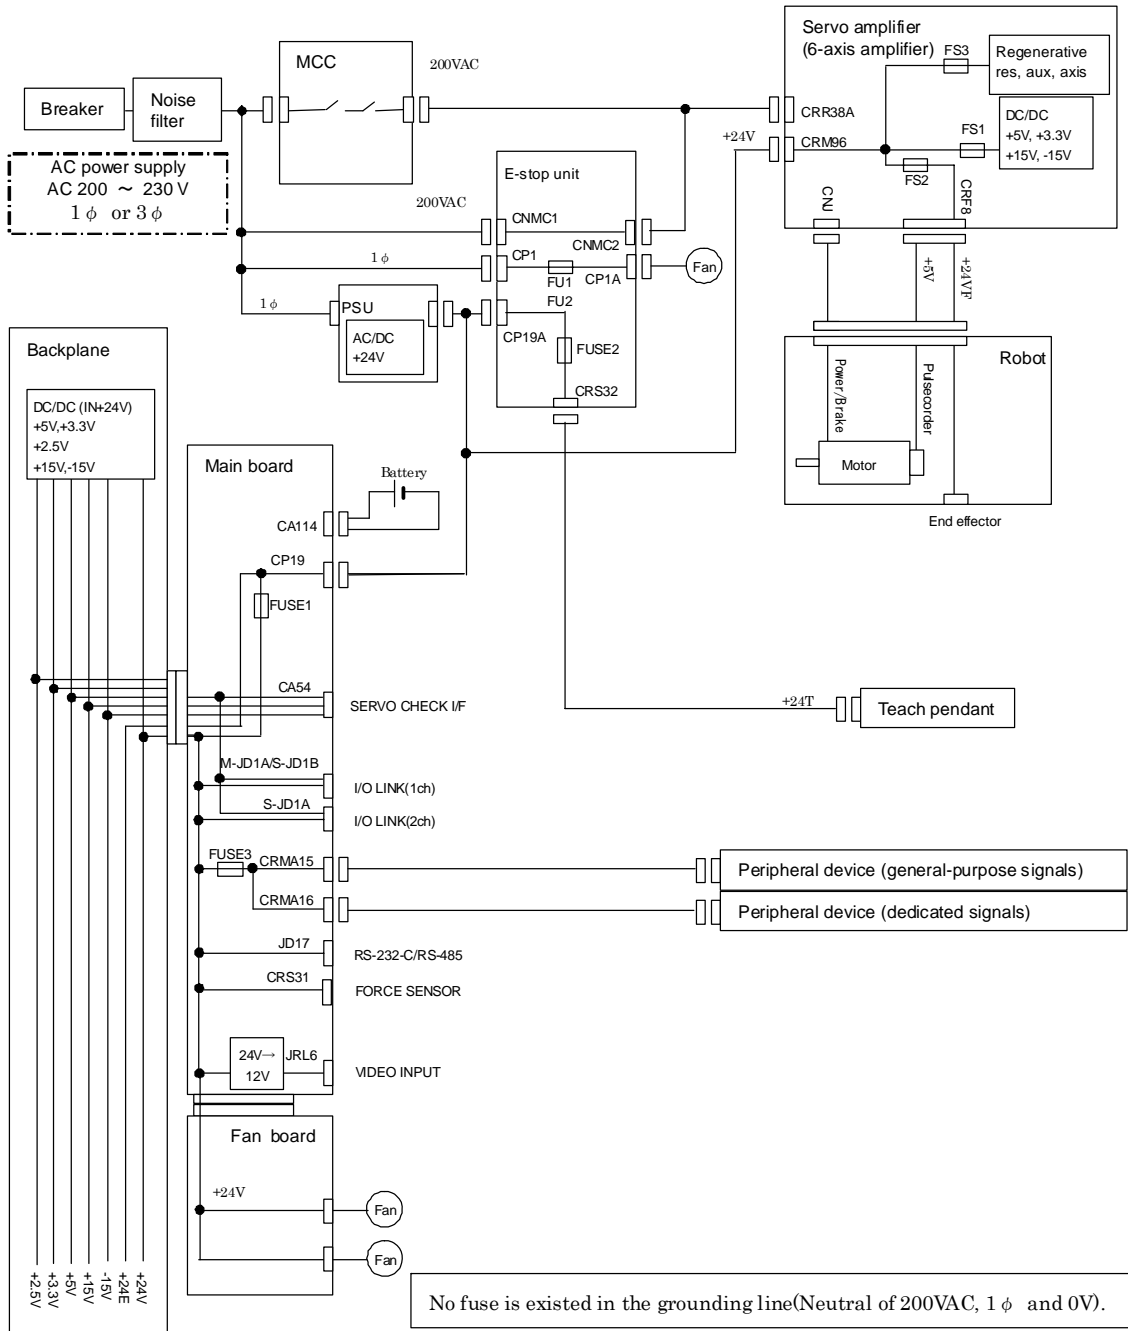 Servo amplifier
(6-axis amplifier)
FS3
Regenerative
res, aux, axis
MCC
200VAC
Breaker
Noise
filter
CRR38A
DC/DC
+5V, +3.3V
+15V, -15V
FS1
+24V
CRM96
AC power supply
AC 200 ～ 230 V
1φ or 3φ
E-stop unit
FS2
CNJ
CRF8
200VAC
CNMC1
CNMC2
1φ
CP1
FU1
CP1A
Fan
+5V
+24VF
1φ
PSU
FU2
AC/DC
+24V
CP19A
FUSE2
CRS32
Backplane
Robot
Power/Brake
Pulsecorder
DC/DC (IN+24V)
+5V,+3.3V
+2.5V
+15V,-15V
Main board
Battery
Motor
CA114
End effector
CP19
FUSE1
CA54
SERVO CHECK I/F
+24T
Teach pendant
M-JD1A/S-JD1B
I/O LINK(1ch)
S-JD1A
I/O LINK(2ch)
FUSE3
CRMA15
Peripheral device (general-purpose signals)
CRMA16
Peripheral device (dedicated signals)
JD17
RS-232-C/RS-485
CRS31
FORCE SENSOR
24V→
12V
JRL6
VIDEO INPUT
Fan board
+24V
Fan
Fan
+2.5V
+3.3V
+5V
+15V
-15V
+24E
+24V
No fuse is existed in the grounding line(Neutral of 200VAC, 1φ and 0V).